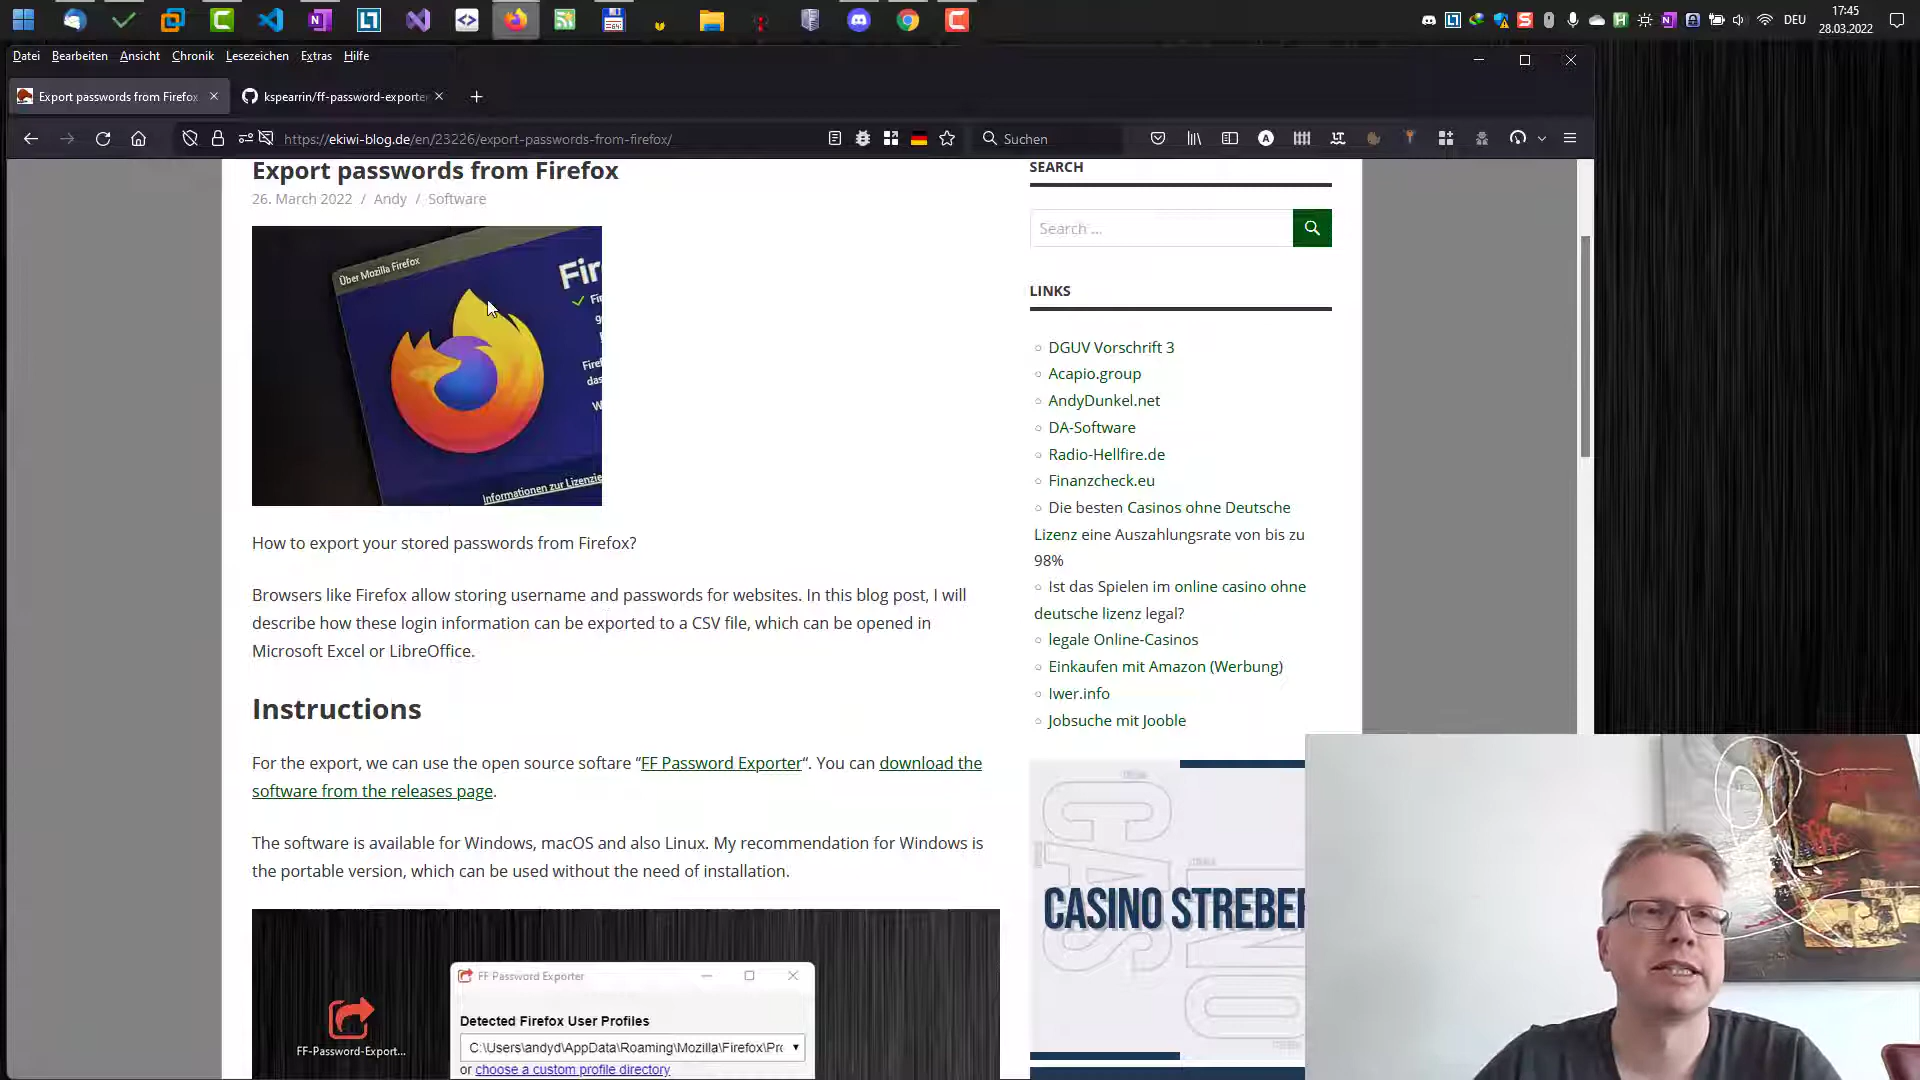 17:45
DEU
28.03.2022
Datei Bearbeiten Ansicht Chronik Lesezeichen Extras Hilfe
Export passwords from Firefox
kspearrin/ff-password-exporter
https://ekiwi-blog.de/en/23226/export-passwords-from-firefox/
Suchen
Export passwords from Firefox
26. March 2022 / Andy / Software
Über Mozilla Firefox
Informationen zur Lizenzie
How to export your stored passwords from Firefox?
Browsers like Firefox allow storing username and passwords for websites. In this blog post, I will
describe how these login information can be exported to a CSV file, which can be opened in
Microsoft Excel or LibreOffice.
Instructions
For the export, we can use the open source softare “FF Password Exporter“. You can download the
software from the releases page.
The software is available for Windows, macOS and also Linux. My recommendation for Windows is
the portable version, which can be used without the need of installation.
FF-Password-Export...
FF Password Exporter
Detected Firefox User Profiles
C:\Users\andyd\AppData\Roaming\Mozilla\Firefox\Prc
or choose a custom profile directory
SEARCH
Search ...
LINKS
DGUV Vorschrift 3
Acapio.group
AndyDunkel.net
DA-Software
Radio-Hellfire.de
Finanzcheck.eu
Die besten Casinos ohne Deutsche
Lizenz eine Auszahlungsrate von bis zu
98%
Ist das Spielen im online casino ohne
deutsche lizenz legal?
legale Online-Casinos
Einkaufen mit Amazon (Werbung)
Iwer.info
Jobsuche mit Jooble
CASINO STREBER